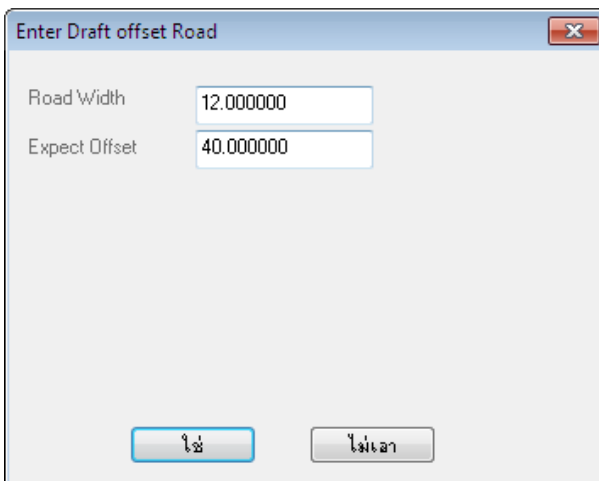 Enter Draft offset Road
Road Width 12.000000
Expect Offset 40.000000
ใช่ ไม่เอา